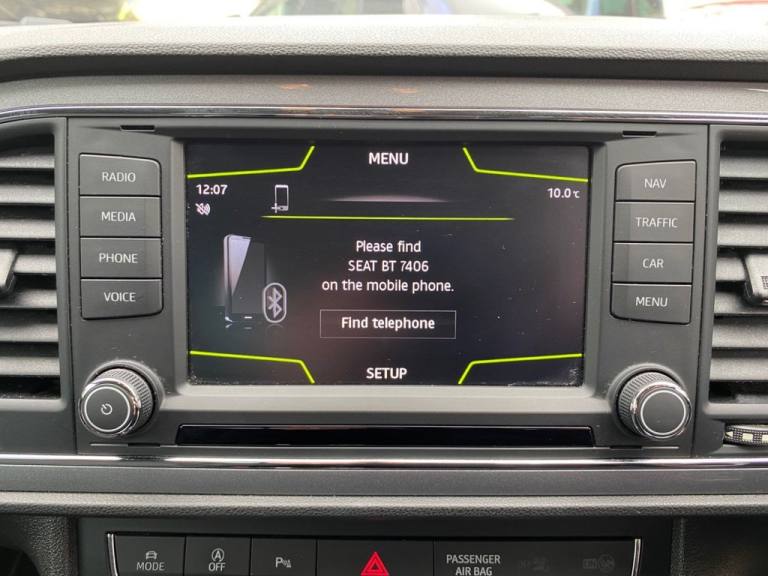 MENU
RADIO
MEDIA
PHONE
VOICE
12:07
10.0°C
Please find
SEAT BT 7406
on the mobile phone.
Find telephone
SETUP
NAV
TRAFFIC
CAR
MENU
MODE
A
OFF
P
PASSENGER
AIR BAG